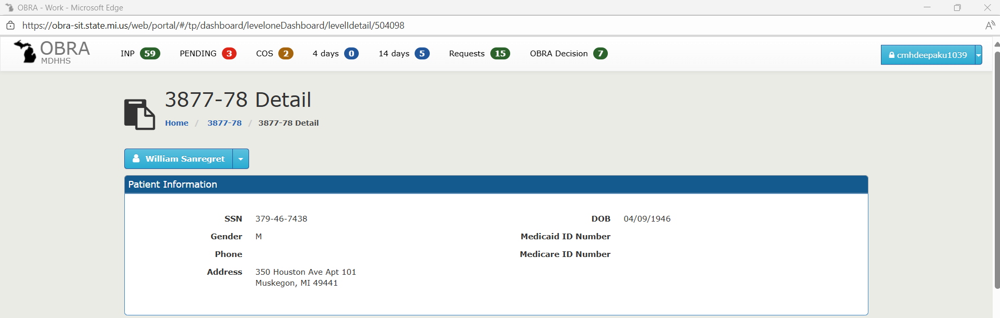 OBRA - Work - Microsoft Edge
https://obra-sit.state.mi.us/web/portal/#/tp/dashboard/leveloneDashboard/levelIdetail/504098
OBRA
MDHHS
INP 59 PENDING 3 COS 2 4 days 0 14 days 5 Requests 15 OBRA Decision 7
cmhdeepaku1039
3877-78 Detail
Home / 3877-78 / 3877-78 Detail
William Sanregret
Patient Information
SSN 379-46-7438 DOB 04/09/1946
Gender M Medicaid ID Number
Phone Medicare ID Number
Address 350 Houston Ave Apt 101
Muskegon, MI 49441